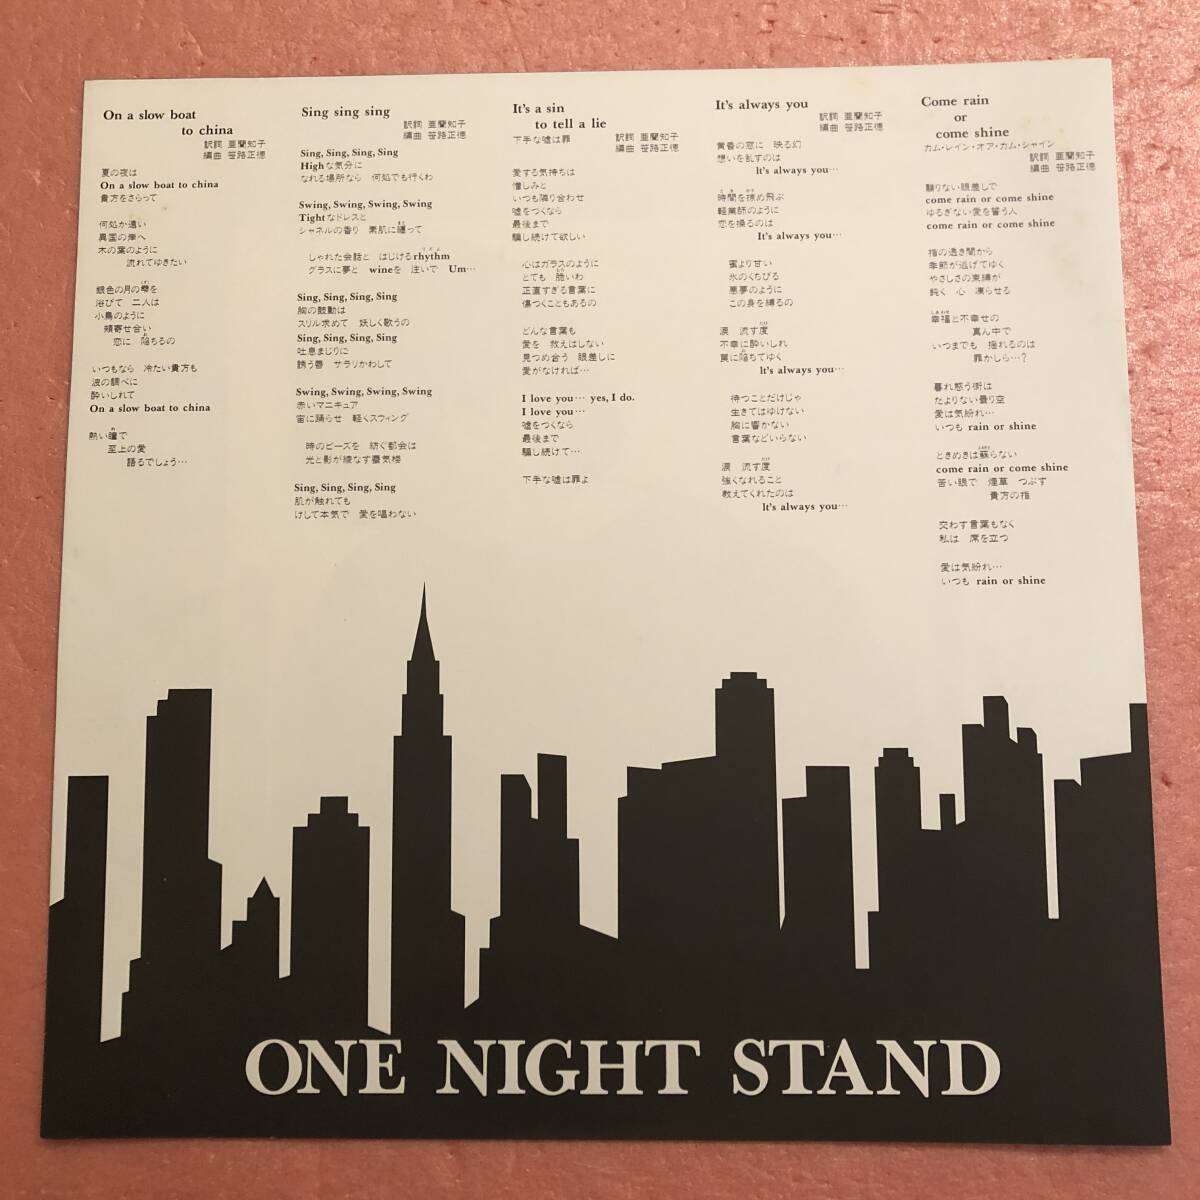 On a slow boat
to china
訳詞 亜蘭知子
編曲 笹路正徳
夏の夜は
On a slow boat to china
貴方をさらって
何処か遠い
異国の岸へ
木の葉のように
流れてゆきたい
銀色の月の雫を
浴びて 二人は
小鳥のように
頬寄せ合い
恋に 陥ちるの
いつもなら 冷たい貴方も
波の調べに
酔いしれて
On a slow boat to china
熱い瞳で
至上の愛
語るでしょう…
Sing sing sing
訳詞 亜蘭知子
編曲 笹路正徳
Sing, Sing, Sing, Sing
Highな気分に
なれる場所なら 何処でも行くわ
Swing, Swing, Swing, Swing
Tightなドレスと
シャネルの香り 素肌に纏って
しゃれた会話と はじけるrhythm
グラスに夢と wineを 注いで Um…
Sing, Sing, Sing, Sing
胸の鼓動は
スリル求めて 妖しく歌うの
Sing, Sing, Sing, Sing
吐息まじりに
誘う唇 サラリかわして
Swing, Swing, Swing, Swing
赤いマニキュア
宙に踊らせ 軽くスウィング
時のビーズを 紡ぐ都会は
光と影が綾なす蜃気楼
Sing, Sing, Sing, Sing
肌が触れても
けして本気で 愛を唱わない
It's a sin
to tell a lie
下手な嘘は罪
訳詞 亜蘭知子
編曲 笹路正徳
愛する気持ちは
憎しみと
いつも隣り合わせ
嘘をつくなら
最後まで
騙し続けて欲しい
心はガラスのように
とても 脆いわ
正直すぎる言葉に
傷つくこともあるの
どんな言葉も
愛を 救えはしない
見つめ合う 眼差しに
愛がなければ…
I love you… yes, I do.
I love you…
嘘をつくなら
最後まで
騙し続けて…
下手な嘘は罪よ
It's always you
訳詞 亜蘭知子
編曲 笹路正徳
黄昏の窓に 映る幻
想いを乱すのは
It's always you…
時間を掠め飛ぶ
軽業師のように
恋を操るのは
It's always you…
蜜より甘い
氷のくちびる
悪夢のように
この身を縛るの
涙 流す度
不幸に酔いしれ
罠に陥ちてゆく
It's always you…
待つことだけじゃ
生きてはゆけない
胸に響かない
言葉などいらない
涙 流す度
強くなれること
教えてくれたのは
It's always you…
Come rain
or
come shine
カム・レイン・オア・カム・シャイン
訳詞 亜蘭知子
編曲 笹路正徳
翳りない眼差しで
come rain or come shine
ゆるぎない愛を誓う人
come rain or come shine
指の透き間から
季節が逃げてゆく
やさしさの束縛が
鈍く 心 凍らせる
幸福と不幸せの
真ん中で
いつまでも 揺れるのは
罪かしら…?
暮れ惑う街は
たよりない曇り空
愛は気紛れ…
いつも rain or shine
ときめきは蘇らない
come rain or come shine
苦い眼で 煙草 つぶす
貴方の指
交わす言葉もなく
私は 席を立つ
愛は気紛れ…
いつも rain or shine
ONE NIGHT STAND